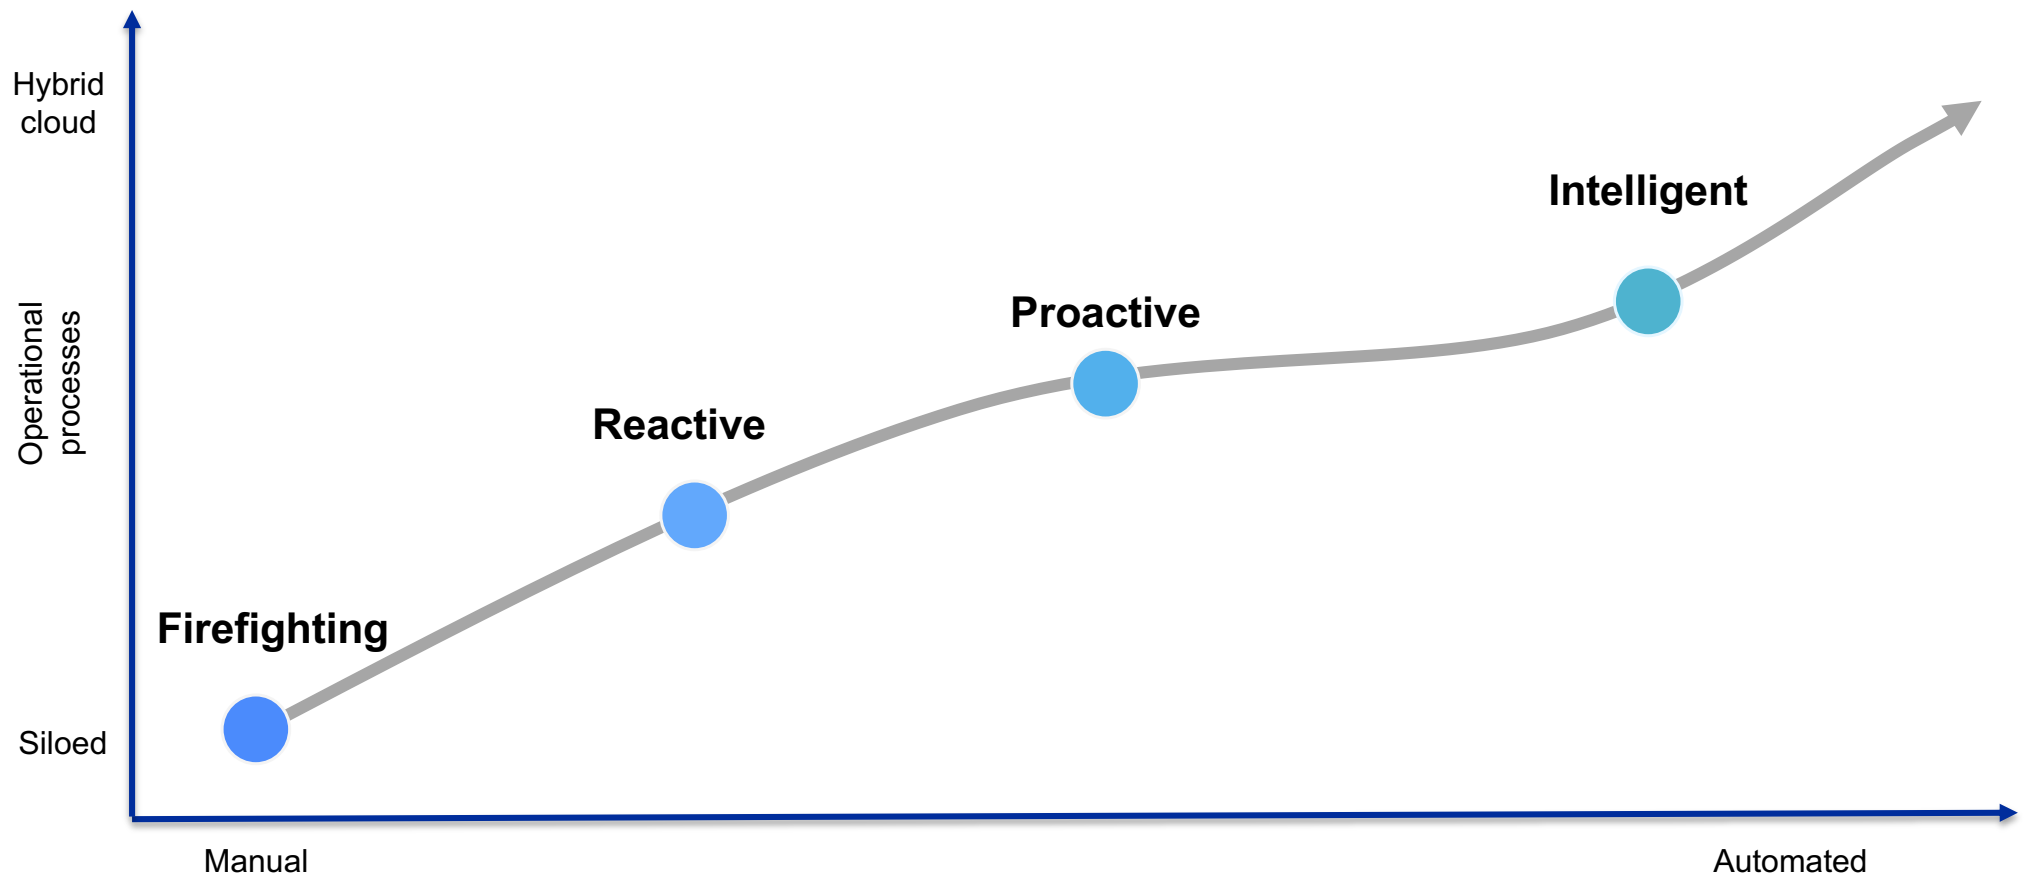 Hybrid
cloud
Intelligent
Proactive
Operational
processes
Reactive
Firefighting
Siloed
Manual
Automated